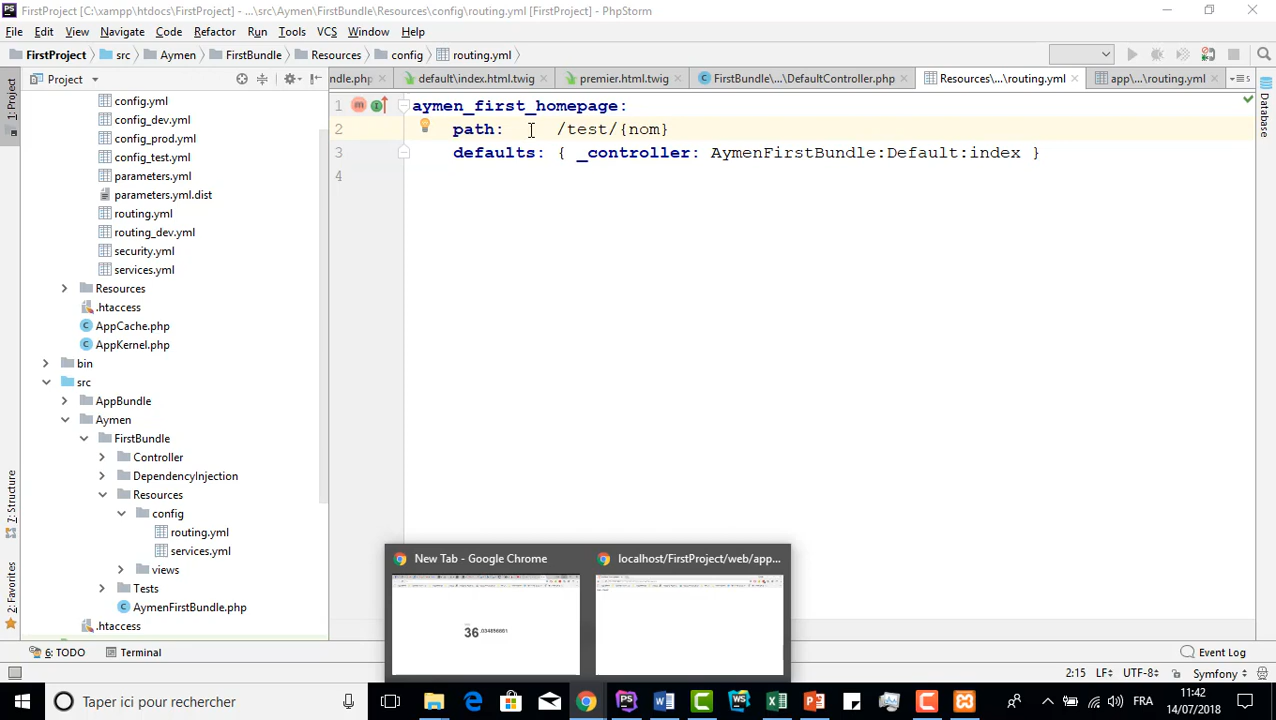 FirstProject [C:\xampp\htdocs\FirstProject] - ...\src\Aymen\FirstBundle\Resources\config\routing.yml [FirstProject] - PhpStorm
File Edit View Navigate Code Refactor Run Tools VCS Window Help
FirstProject src Aymen FirstBundle Resources config routing.yml
Project ndle.php default\index.html.twig premier.html.twig FirstBundle\...\DefaultController.php Resources\...\routing.yml app\...\routing.yml
1: Project
7: Structure
2: Favorites
Database
config.yml
config_dev.yml
config_prod.yml
config_test.yml
parameters.yml
parameters.yml.dist
routing.yml
routing_dev.yml
security.yml
services.yml
Resources
.htaccess
AppCache.php
AppKernel.php
bin
src
AppBundle
Aymen
FirstBundle
Controller
DependencyInjection
Resources
config
routing.yml
services.yml
views
Tests
AymenFirstBundle.php
.htaccess
1 aymen_first_homepage:
2 path: /test/{nom}
3 defaults: { _controller: AymenFirstBundle:Default:index }
4
New Tab - Google Chrome localhost/FirstProject/web/app...
36
6: TODO Terminal Event Log
2:15 LF÷ UTF-8÷ Symfony÷
Taper ici pour rechercher
FRA
11:42
14/07/2018